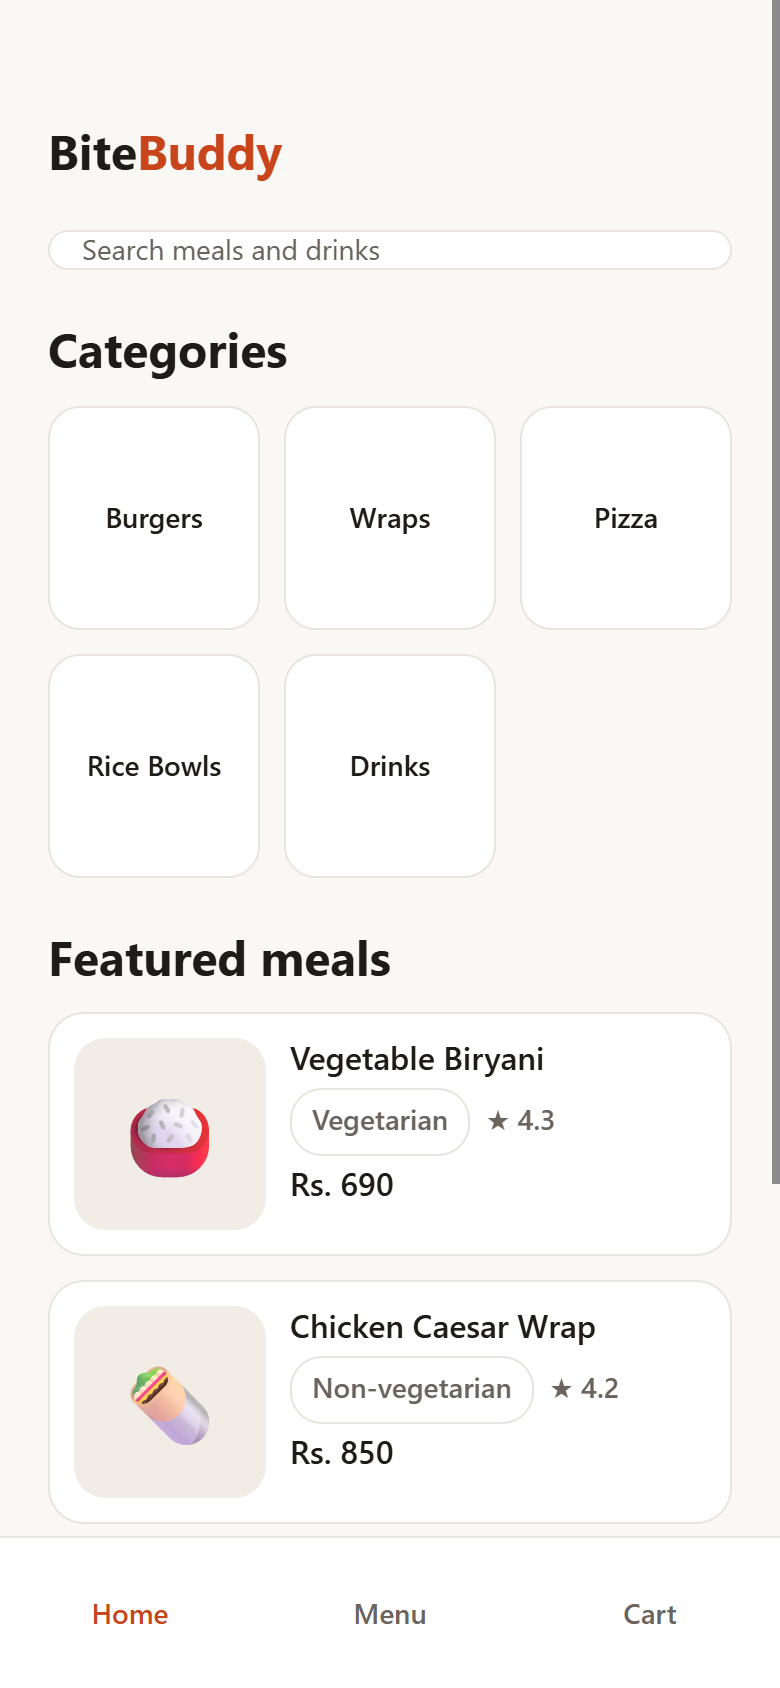 BiteBuddy
Search meals and drinks
Categories
Burgers
Wraps
Pizza
Rice Bowls
Drinks
Featured meals
Vegetable Biryani
Vegetarian ★ 4.3
Rs. 690
Chicken Caesar Wrap
Non-vegetarian ★ 4.2
Rs. 850
Home
Menu
Cart